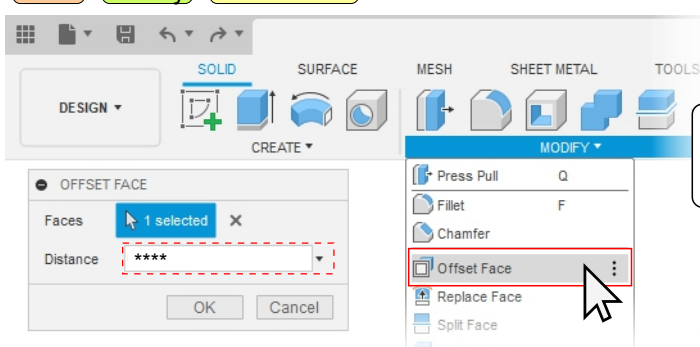 SOLID SURFACE MESH SHEET METAL TOOLS
DESIGN
CREATE MODIFY
OFFSET FACE
Faces 1 selected
Distance ****
OK Cancel
Press Pull Q
Fillet F
Chamfer
Offset Face
Replace Face
Split Face